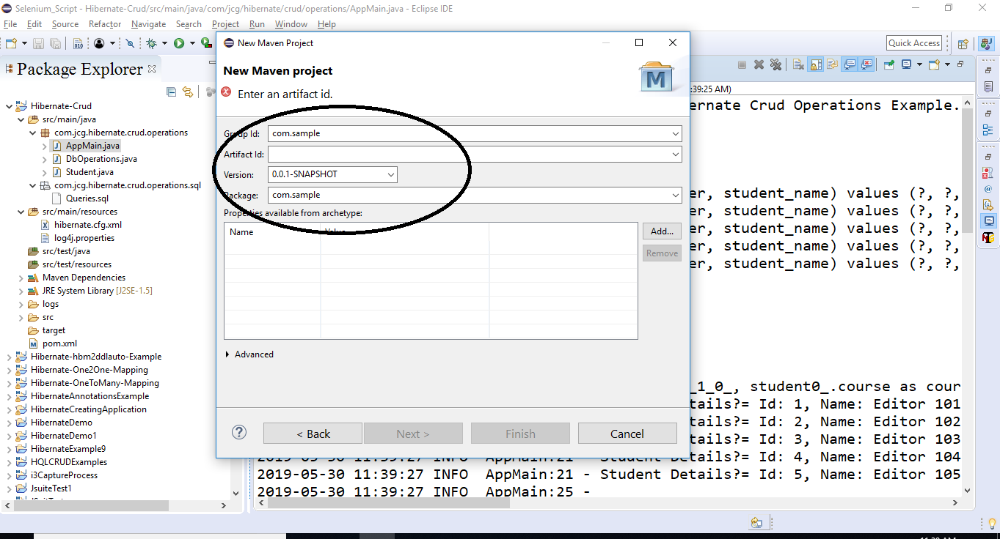 Selenium_Script - Hibernate-Crud/src/main/java/com/jcg/hibernate/crud/operations/AppMain.java - Eclipse IDE
File Edit Source Refactor Navigate Search Project Run Window Help
Quick Access
Package Explorer
Hibernate-Crud
src/main/java
com.jcg.hibernate.crud.operations
AppMain.java
DbOperations.java
Student.java
com.jcg.hibernate.crud.operations.sql
Queries.sql
src/main/resources
hibernate.cfg.xml
log4j.properties
src/test/java
src/test/resources
Maven Dependencies
JRE System Library [J2SE-1.5]
logs
src
target
pom.xml
Hibernate-hbm2ddlauto-Example
Hibernate-One2One-Mapping
Hibernate-OneToMany-Mapping
HibernateAnnotationsExample
HibernateCreatingApplication
HibernateDemo
HibernateDemo1
HibernateExample9
HQLCRUDExamples
i3CaptureProcess
JsuiteTest1
New Maven Project
New Maven project
M
Enter an artifact id.
Group Id: com.sample
Artifact Id:
Version: 0.0.1-SNAPSHOT
Package: com.sample
Properties available from archetype:
Name Value
Add...
Remove
Advanced
? < Back Next > Finish Cancel
:39:25 AM)
ernate Crud Operations Example.
er, student_name) values (?, ?,
er, student_name) values (?, ?,
er, student_name) values (?, ?,
er, student_name) values (?, ?,
er, student_name) values (?, ?,
_1_0_, student0_.course as cour
tails?= Id: 1, Name: Editor 101
tails?= Id: 2, Name: Editor 102
tails?= Id: 3, Name: Editor 103
2019-05-30 11:39:27 INFO AppMain:21 - Student Details?= Id: 4, Name: Editor 104
2019-05-30 11:39:27 INFO AppMain:21 - Student Details?= Id: 5, Name: Editor 105
2019-05-30 11:39:27 INFO AppMain:25 -